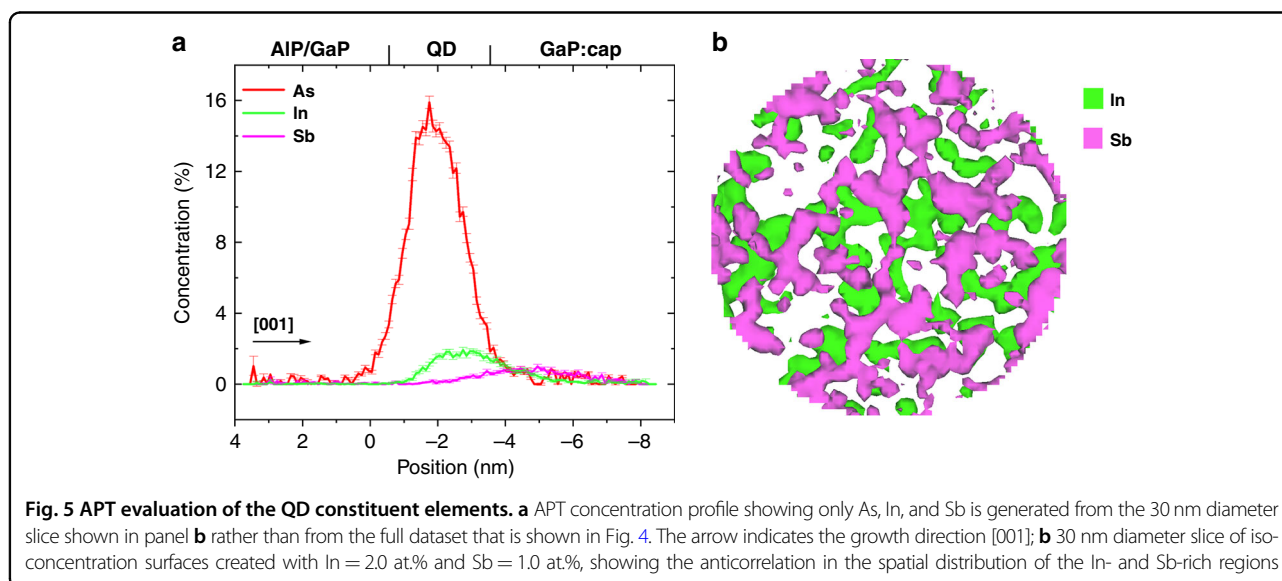 a
AlP/GaP | QD | GaP:cap
As
In
Sb
16
12
8
4
0
Concentration (%)
[001]
4 2 0 −2 −4 −6 −8
Position (nm)
b
In
Sb
Fig. 5 APT evaluation of the QD constituent elements. a APT concentration profile showing only As, In, and Sb is generated from the 30 nm diameter
slice shown in panel b rather than from the full dataset that is shown in Fig. 4. The arrow indicates the growth direction [001]; b 30 nm diameter slice of iso-
concentration surfaces created with In = 2.0 at.% and Sb = 1.0 at.%, showing the anticorrelation in the spatial distribution of the In- and Sb-rich regions